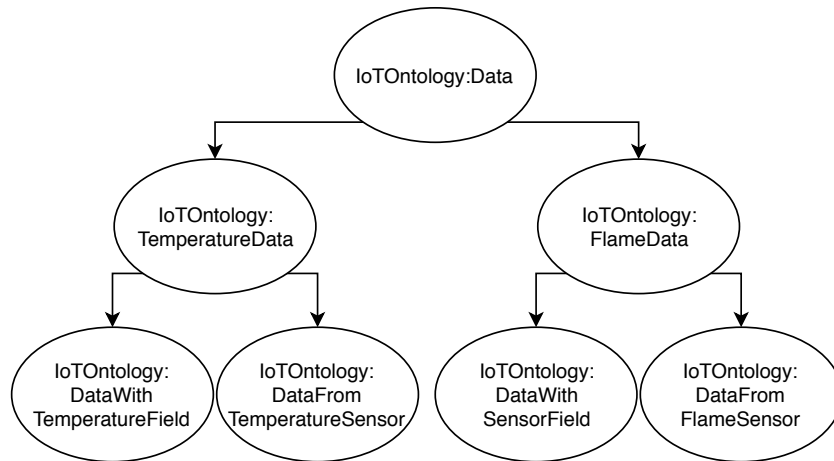 IoTOntology:Data
IoTOntology:
TemperatureData
IoTOntology:
FlameData
IoTOntology:
DataWith
TemperatureField
IoTOntology:
DataFrom
TemperatureSensor
IoTOntology:
DataWith
SensorField
IoTOntology:
DataFrom
FlameSensor